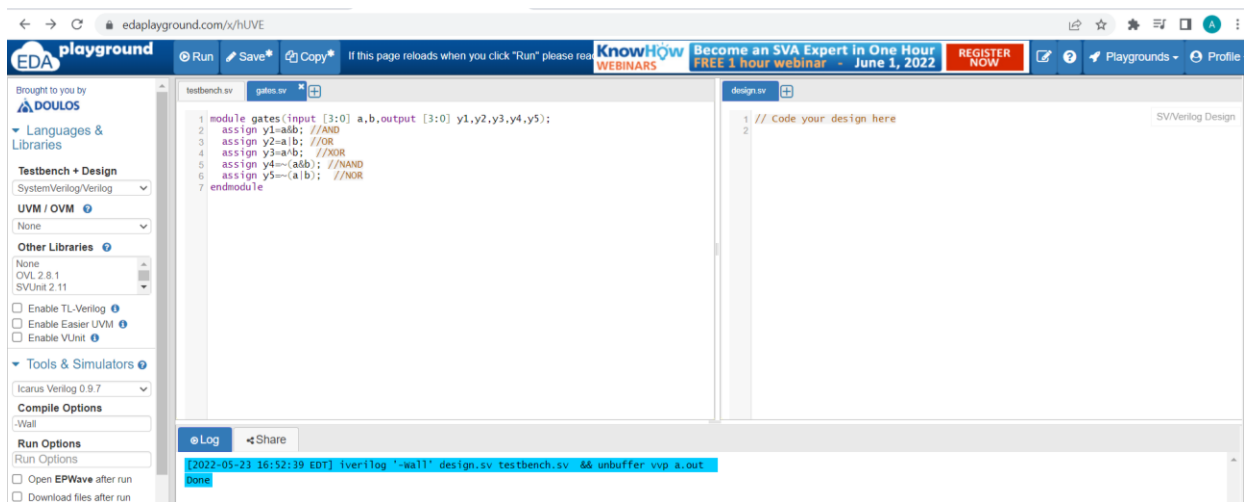 edaplayground.com/x/hUVE
A
EDA playground
Run Save* Copy* If this page reloads when you click "Run" please rea
KnowHow WEBINARS
Become an SVA Expert in One Hour
FREE 1 hour webinar - June 1, 2022
REGISTER NOW
Playgrounds Profile
Brought to you by
DOULOS
Languages & Libraries
Testbench + Design
SystemVerilog/Verilog
UVM / OVM
None
Other Libraries
None
OVL 2.8.1
SVUnit 2.11
Enable TL-Verilog
Enable Easier UVM
Enable VUnit
Tools & Simulators
Icarus Verilog 0.9.7
Compile Options
-Wall
Run Options
Run Options
Open EPWave after run
Download files after run
testbench.sv gates.sv
1 module gates(input [3:0] a,b,output [3:0] y1,y2,y3,y4,y5);
2 assign y1=a&b; //AND
3 assign y2=a|b; //OR
4 assign y3=a^b; //XOR
5 assign y4=~(a&b); //NAND
6 assign y5=~(a|b); //NOR
7 endmodule
design.sv
1 // Code your design here
2
SV/Verilog Design
Log Share
[2022-05-23 16:52:39 EDT] iverilog '-Wall' design.sv testbench.sv && unbuffer vvp a.out
Done